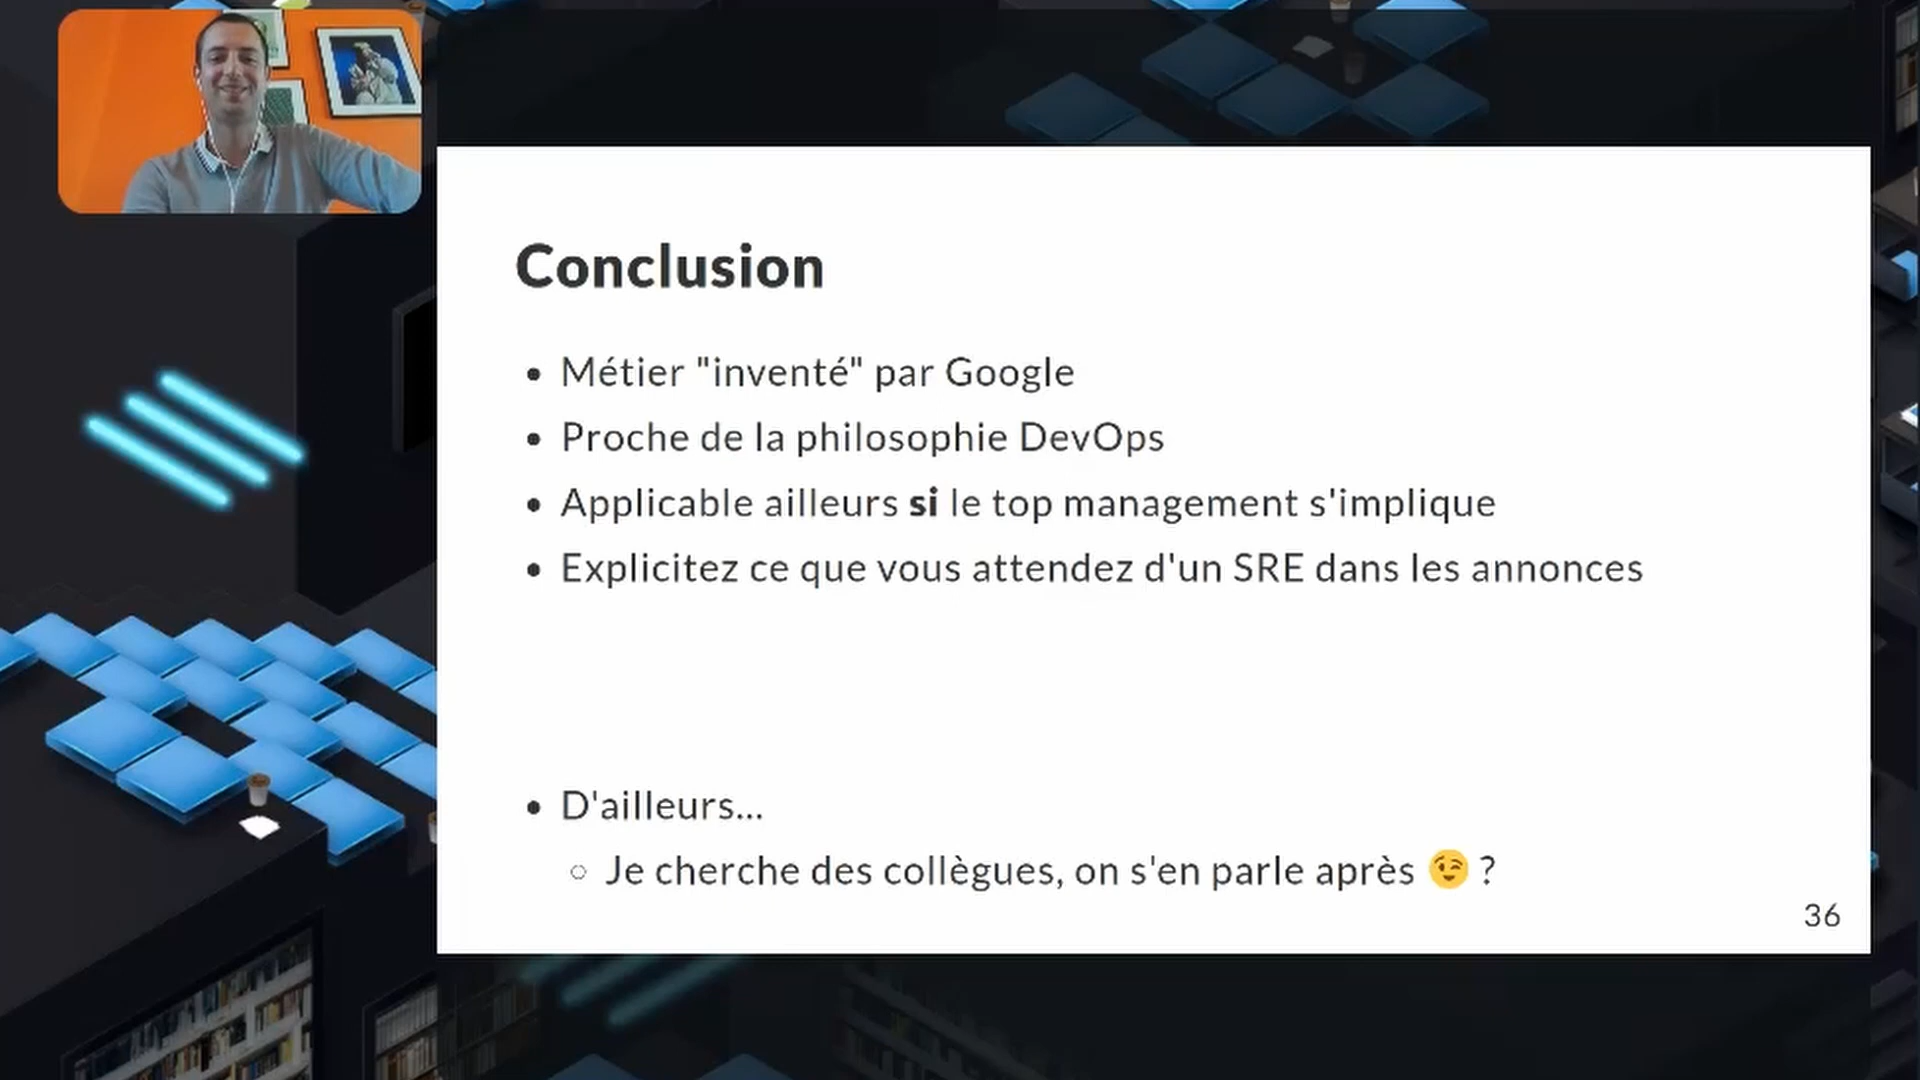 Conclusion
Métier "inventé" par Google
Proche de la philosophie DevOps
Applicable ailleurs si le top management s'implique
Explicitez ce que vous attendez d'un SRE dans les annonces
D'ailleurs...
Je cherche des collègues, on s'en parle après 😉 ?
36